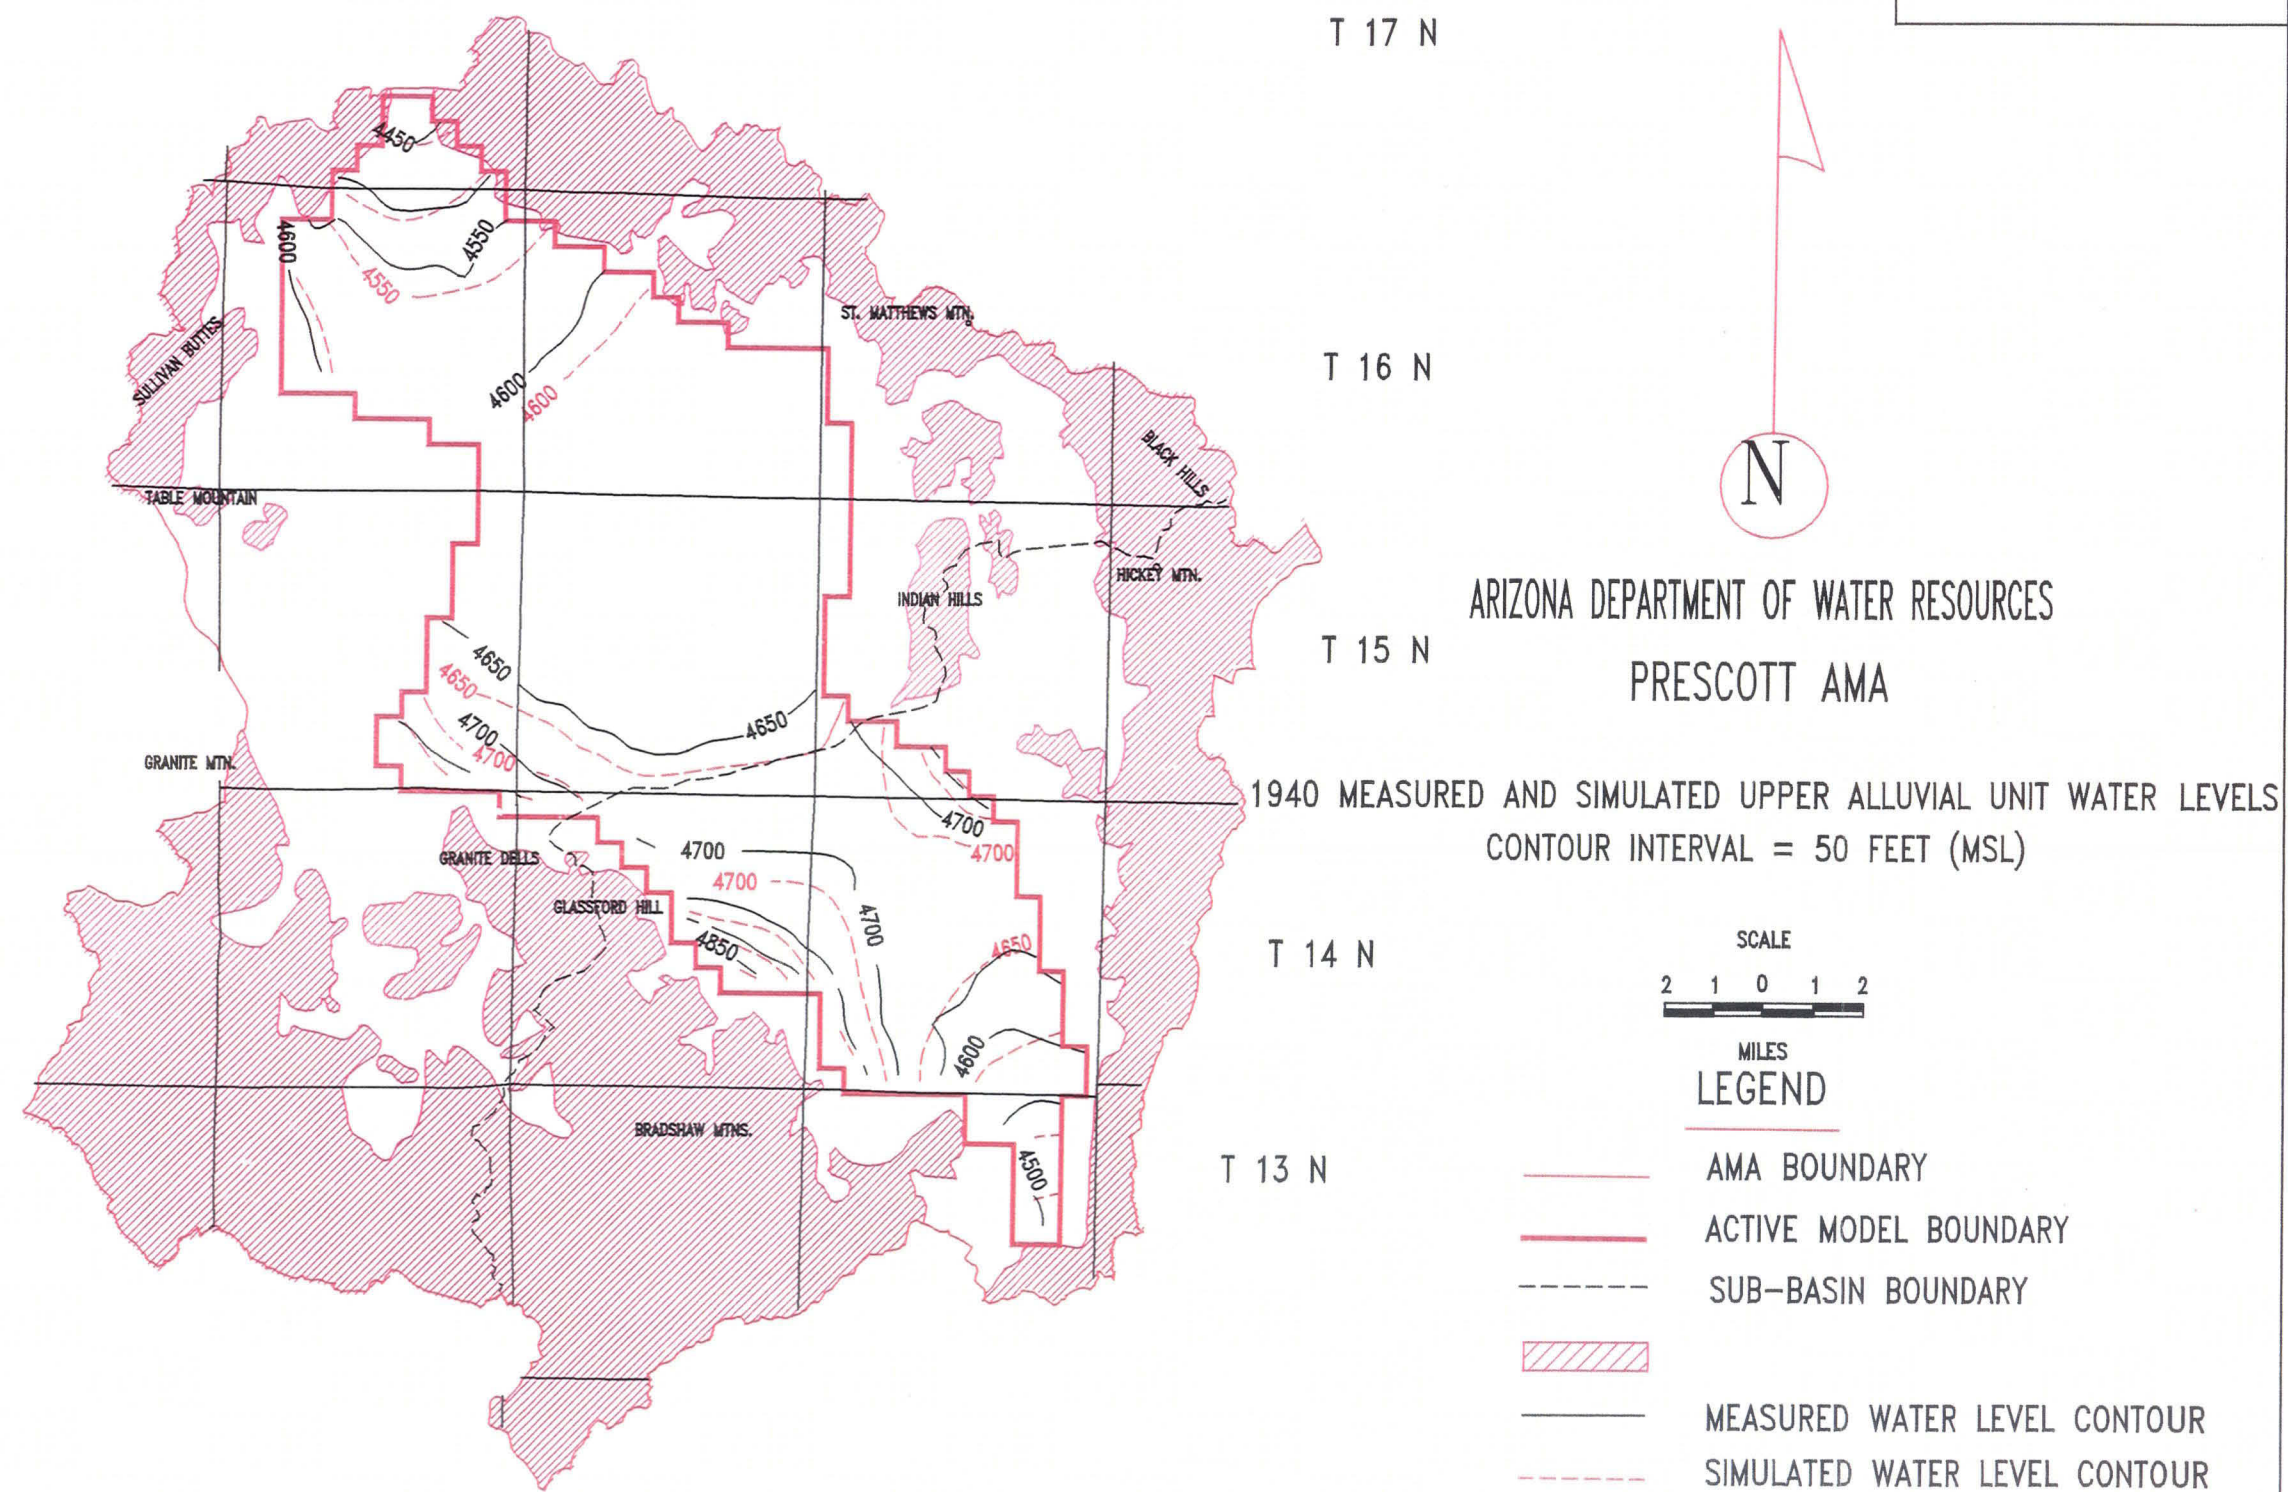 T 17 N
4450
4600
4550
4550
ST. MATTHEWS MTN.
SULLIVAN BUTTES
T 16 N
4600
4600
BLACK HILLS
N
TABLE MOUNTAIN
HICKEY MTN.
INDIAN HILLS
ARIZONA DEPARTMENT OF WATER RESOURCES
T 15 N
PRESCOTT AMA
4650
4650
4700
4650
4700
GRANITE MTN.
1940 MEASURED AND SIMULATED UPPER ALLUVIAL UNIT WATER LEVELS
CONTOUR INTERVAL = 50 FEET (MSL)
4700
4700
4700
GRANITE DELLS
4700
GLASSFORD HILL
4700
4850
4650
T 14 N
SCALE
2 1 0 1 2
MILES
4600
LEGEND
BRADSHAW MTNS.
T 13 N
4500
AMA BOUNDARY
ACTIVE MODEL BOUNDARY
SUB-BASIN BOUNDARY
MEASURED WATER LEVEL CONTOUR
SIMULATED WATER LEVEL CONTOUR